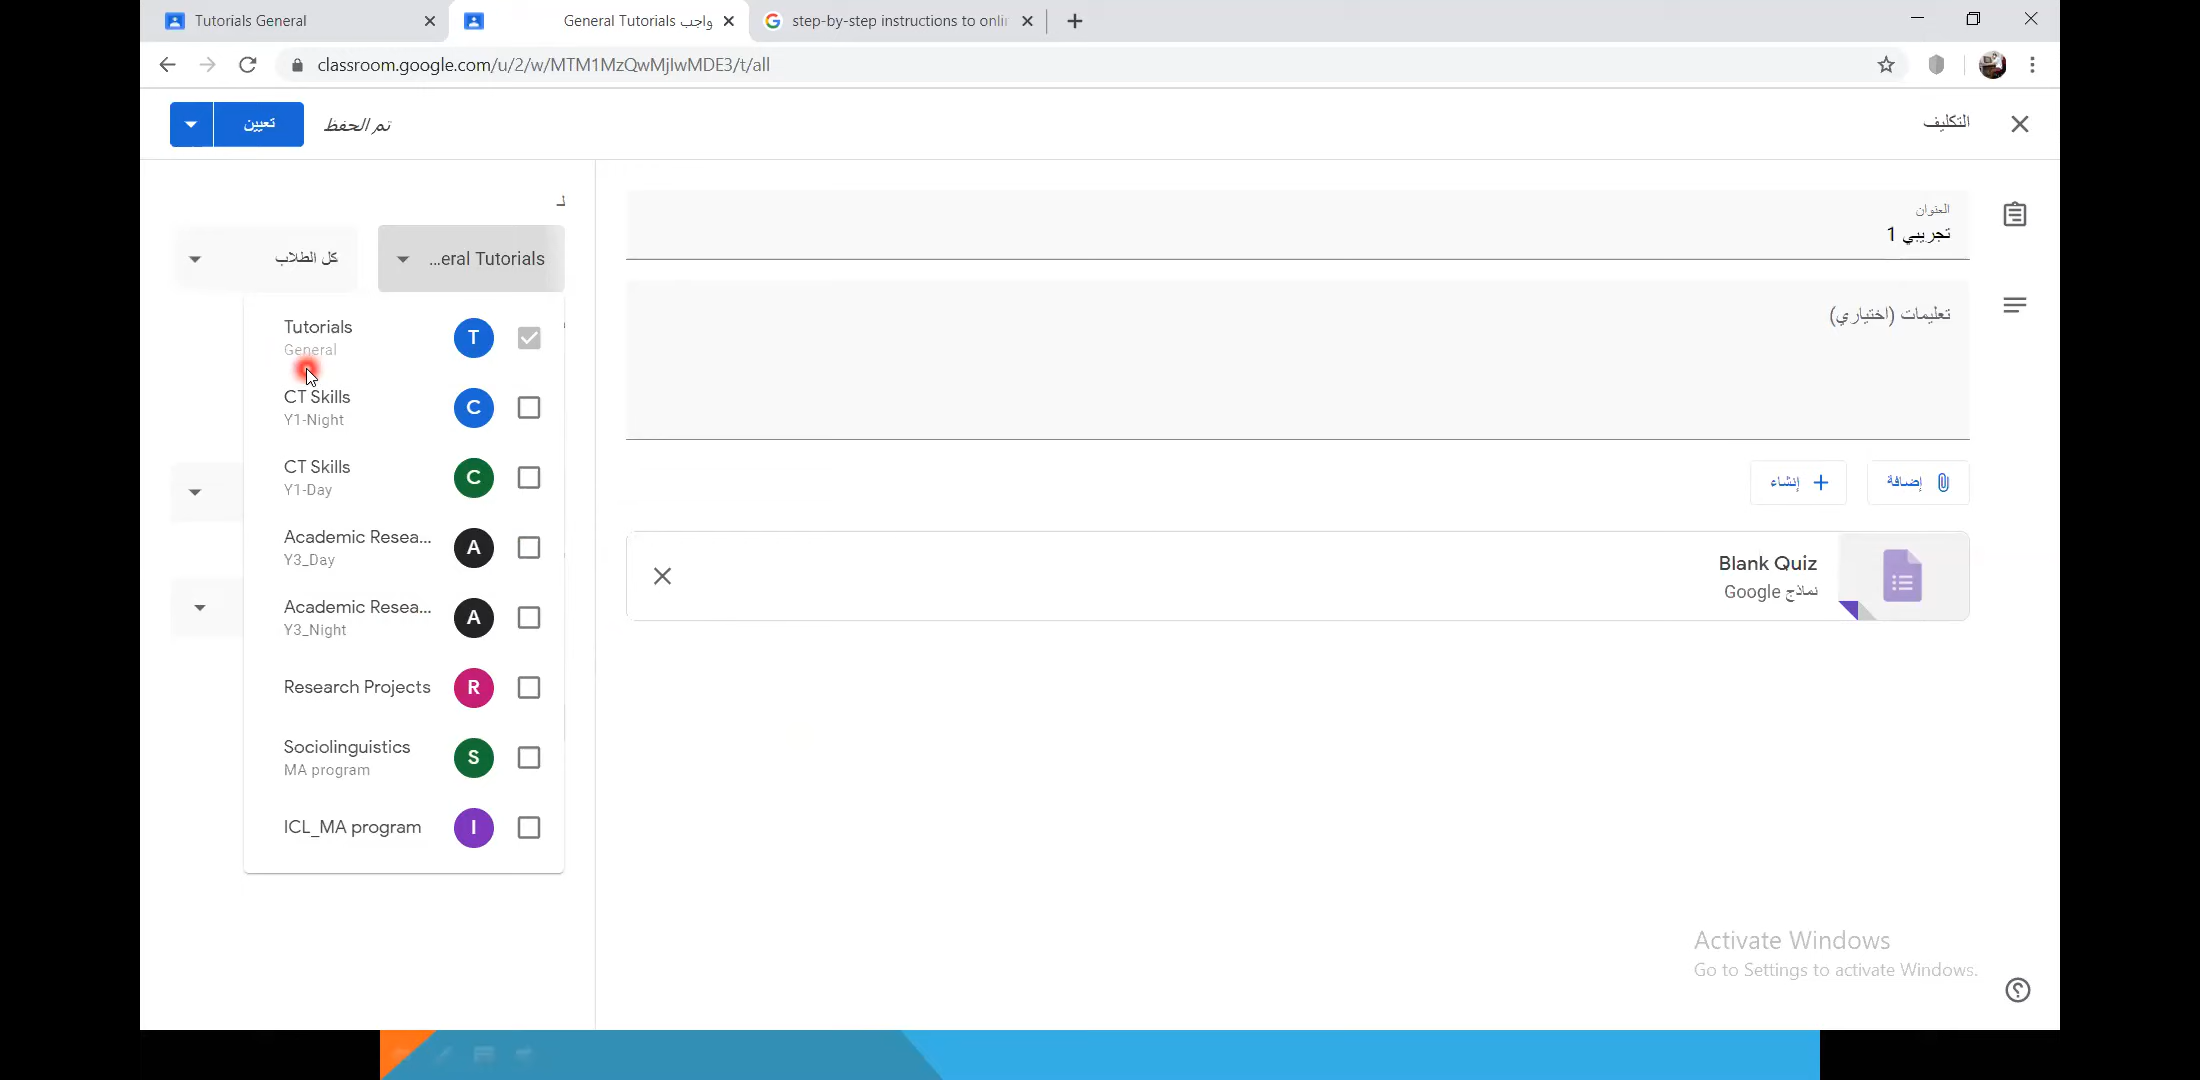 Tutorials General
General Tutorials واجب
step-by-step instructions to onli
classroom.google.com/u/2/w/MTM1MzQwMjIwMDE3/t/all
التكليف
تم الحفظ
تعيين
لـ
...eral Tutorials
كل الطلاب
Tutorials
General
CT Skills
Y1-Night
CT Skills
Y1-Day
Academic Resea...
Y3_Day
Academic Resea...
Y3_Night
Research Projects
Sociolinguistics
MA program
ICL_MA program
T
C
C
A
A
R
S
I
العنوان
تجريبي 1
تعليمات (اختياري)
إضافة
إنشاء
Blank Quiz
نماذج Google
Activate Windows
Go to Settings to activate Windows.